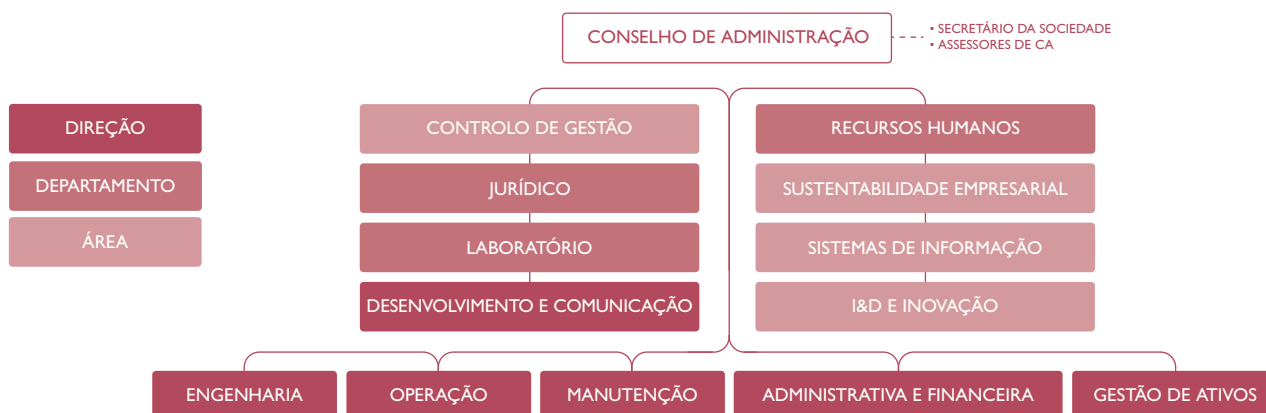 CONSELHO DE ADMINISTRAÇÃO
• SECRETÁRIO DA SOCIEDADE
• ASSESSORES DE CA
DIREÇÃO
DEPARTAMENTO
ÁREA
CONTROLO DE GESTÃO
JURÍDICO
LABORATÓRIO
DESENVOLVIMENTO E COMUNICAÇÃO
RECURSOS HUMANOS
SUSTENTABILIDADE EMPRESARIAL
SISTEMAS DE INFORMAÇÃO
I&D E INOVAÇÃO
ENGENHARIA
OPERAÇÃO
MANUTENÇÃO
ADMINISTRATIVA E FINANCEIRA
GESTÃO DE ATIVOS